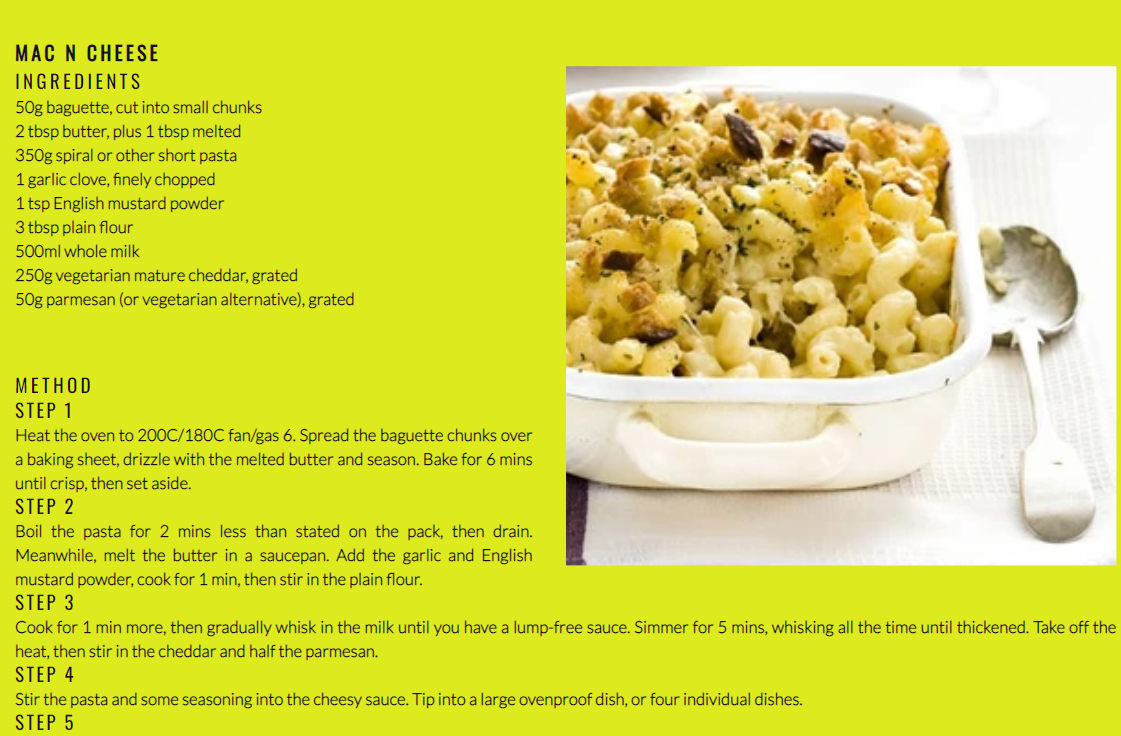 MAC N CHEESE
INGREDIENTS
50g baguette, cut into small chunks
2 tbsp butter, plus 1 tbsp melted
350g spiral or other short pasta
1 garlic clove, finely chopped
1 tsp English mustard powder
3 tbsp plain flour
500ml whole milk
250g vegetarian mature cheddar, grated
50g parmesan (or vegetarian alternative), grated
METHOD
STEP 1
Heat the oven to 200C/180C fan/gas 6. Spread the baguette chunks over
a baking sheet, drizzle with the melted butter and season. Bake for 6 mins
until crisp, then set aside.
STEP 2
Boil the pasta for 2 mins less than stated on the pack, then drain.
Meanwhile, melt the butter in a saucepan. Add the garlic and English
mustard powder, cook for 1 min, then stir in the plain flour.
STEP 3
Cook for 1 min more, then gradually whisk in the milk until you have a lump-free sauce. Simmer for 5 mins, whisking all the time until thickened. Take off the
heat, then stir in the cheddar and half the parmesan.
STEP 4
Stir the pasta and some seasoning into the cheesy sauce. Tip into a large ovenproof dish, or four individual dishes.
STEP 5